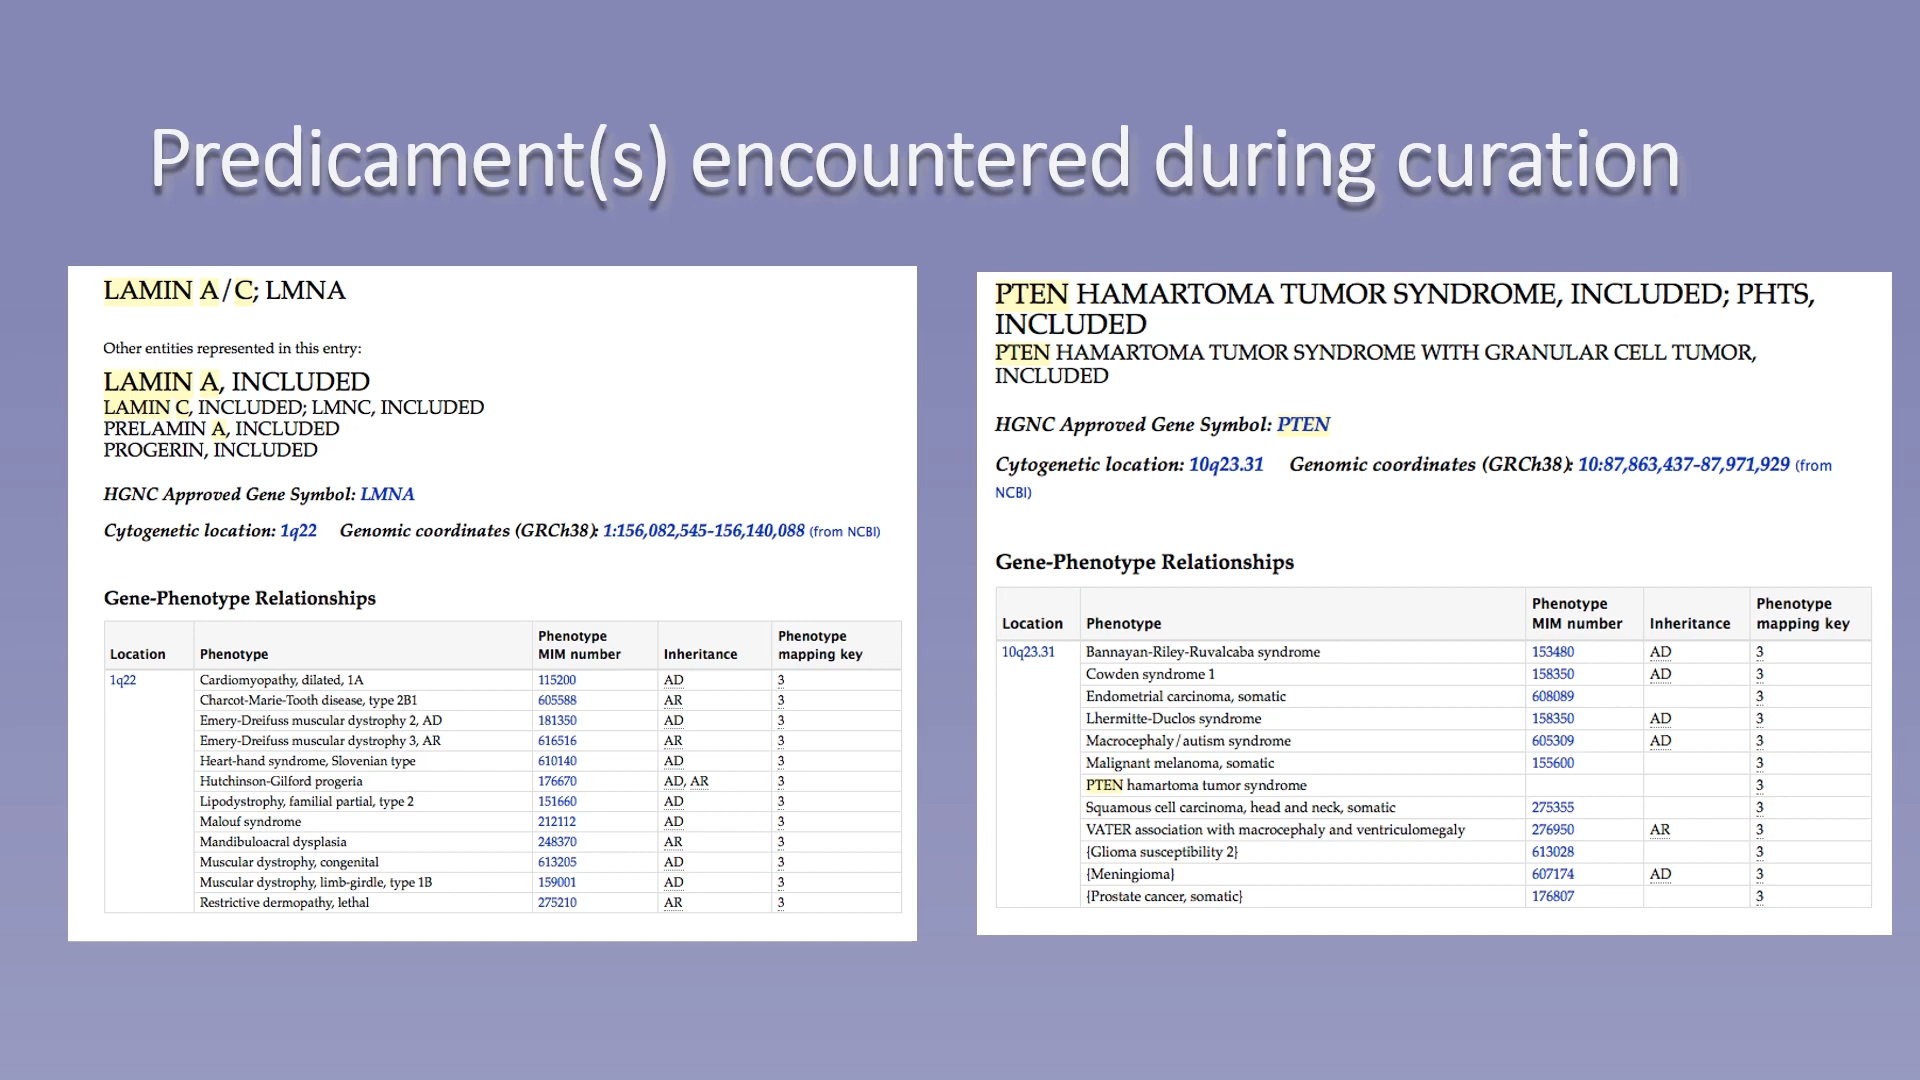 Predicament(s) encountered during curation
LAMIN A/C; LMNA
Other entities represented in this entry:
LAMIN A, INCLUDED
LAMIN C, INCLUDED; LMNC, INCLUDED
PRELAMIN A, INCLUDED
PROGERIN, INCLUDED
HGNC Approved Gene Symbol: LMNA
Cytogenetic location: 1q22 Genomic coordinates (GRCh38): 1:156,082,545-156,140,088 (from NCBI)
Gene-Phenotype Relationships
Location Phenotype Phenotype MIM number Inheritance Phenotype mapping key
1q22 Cardiomyopathy, dilated, 1A 115200 AD 3
Charcot-Marie-Tooth disease, type 2B1 605588 AR 3
Emery-Dreifuss muscular dystrophy 2, AD 181350 AD 3
Emery-Dreifuss muscular dystrophy 3, AR 616516 AR 3
Heart-hand syndrome, Slovenian type 610140 AD 3
Hutchinson-Gilford progeria 176670 AD, AR 3
Lipodystrophy, familial partial, type 2 151660 AD 3
Malouf syndrome 212112 AD 3
Mandibuloacral dysplasia 248370 AR 3
Muscular dystrophy, congenital 613205 AD 3
Muscular dystrophy, limb-girdle, type 1B 159001 AD 3
Restrictive dermopathy, lethal 275210 AR 3
PTEN HAMARTOMA TUMOR SYNDROME, INCLUDED; PHTS,
INCLUDED
PTEN HAMARTOMA TUMOR SYNDROME WITH GRANULAR CELL TUMOR,
INCLUDED
HGNC Approved Gene Symbol: PTEN
Cytogenetic location: 10q23.31 Genomic coordinates (GRCh38): 10:87,863,437-87,971,929 (from
NCBI)
Gene-Phenotype Relationships
Location Phenotype Phenotype MIM number Inheritance Phenotype mapping key
10q23.31 Bannayan-Riley-Ruvalcaba syndrome 153480 AD 3
Cowden syndrome 1 158350 AD 3
Endometrial carcinoma, somatic 608089 3
Lhermitte-Duclos syndrome 158350 AD 3
Macrocephaly/autism syndrome 605309 AD 3
Malignant melanoma, somatic 155600 3
PTEN hamartoma tumor syndrome 3
Squamous cell carcinoma, head and neck, somatic 275355 3
VATER association with macrocephaly and ventriculomegaly 276950 AR 3
{Glioma susceptibility 2} 613028 3
{Meningioma} 607174 AD 3
{Prostate cancer, somatic} 176807 3